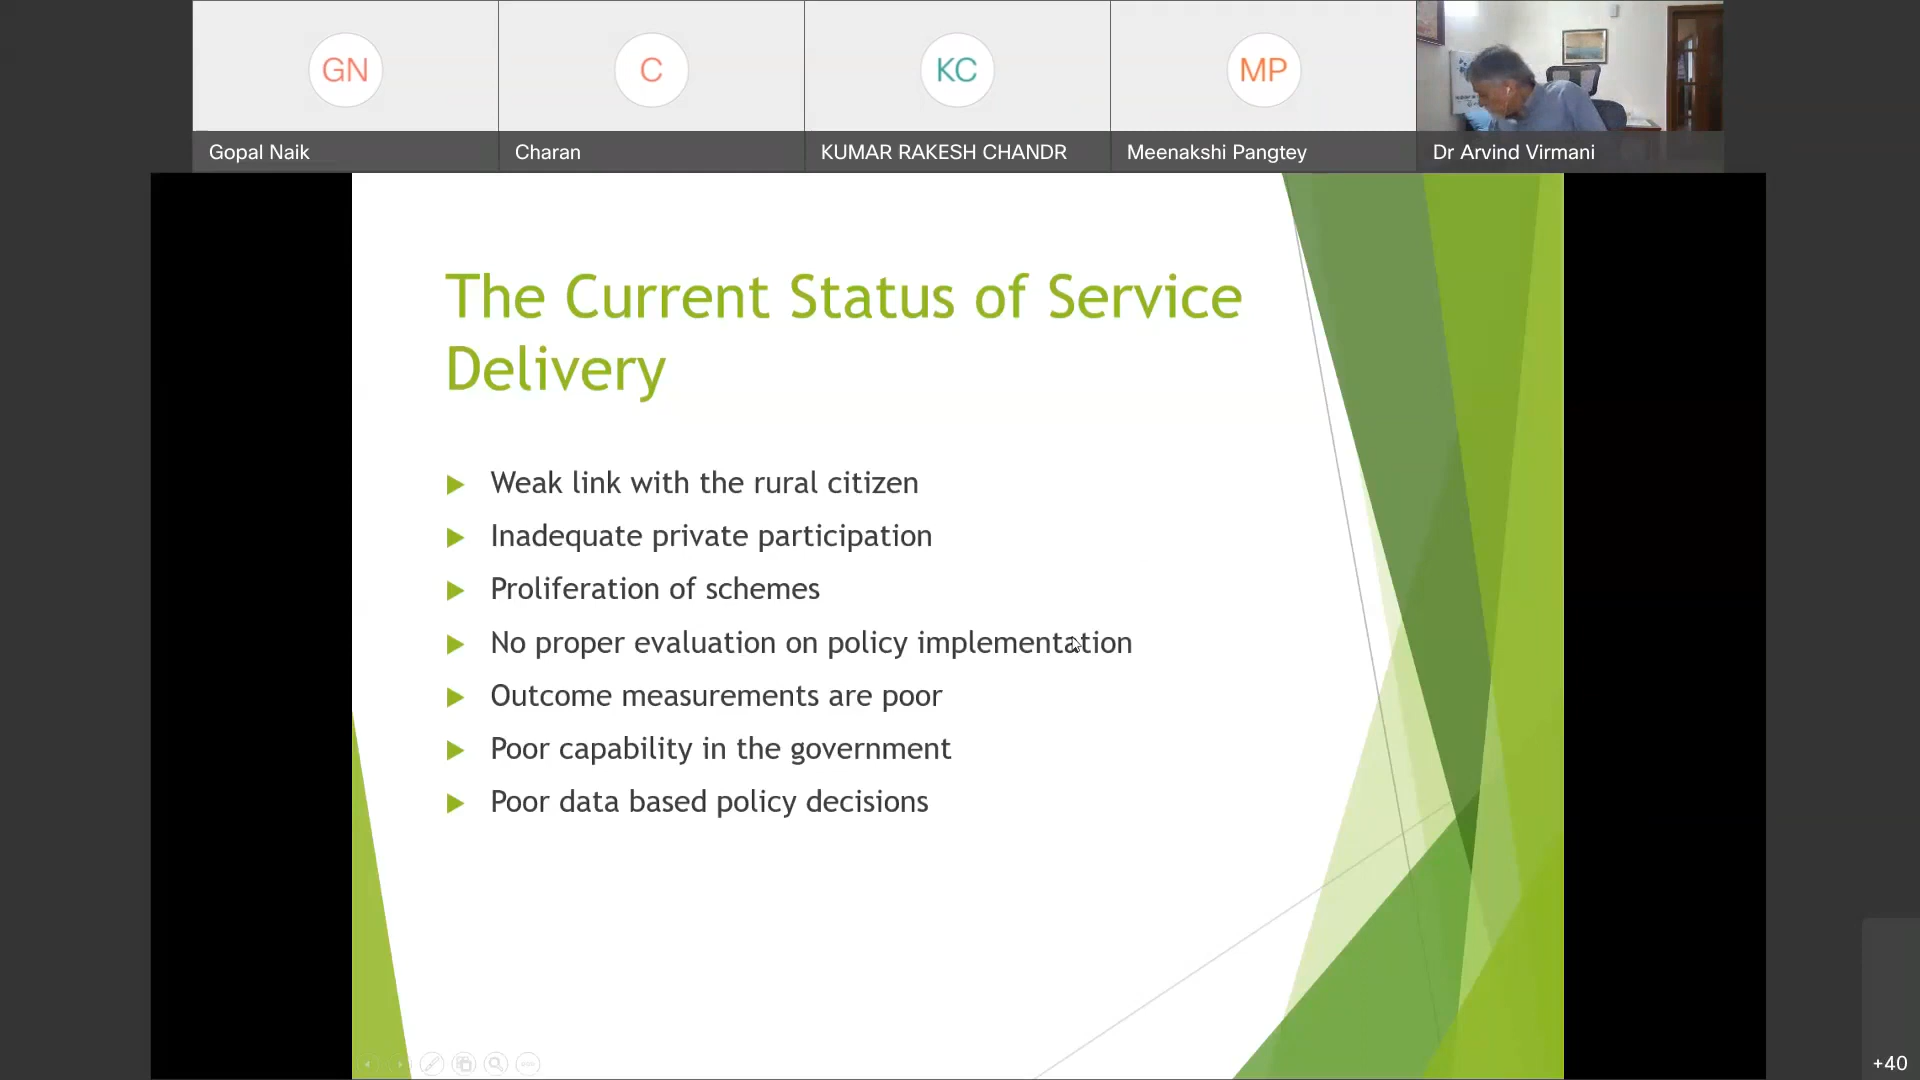 GN
C
KC
MP
Gopal Naik
Charan
KUMAR RAKESH CHANDR
Meenakshi Pangtey
Dr Arvind Virmani
The Current Status of Service
Delivery
Weak link with the rural citizen
Inadequate private participation
Proliferation of schemes
No proper evaluation on policy implementation
Outcome measurements are poor
Poor capability in the government
Poor data based policy decisions
+40